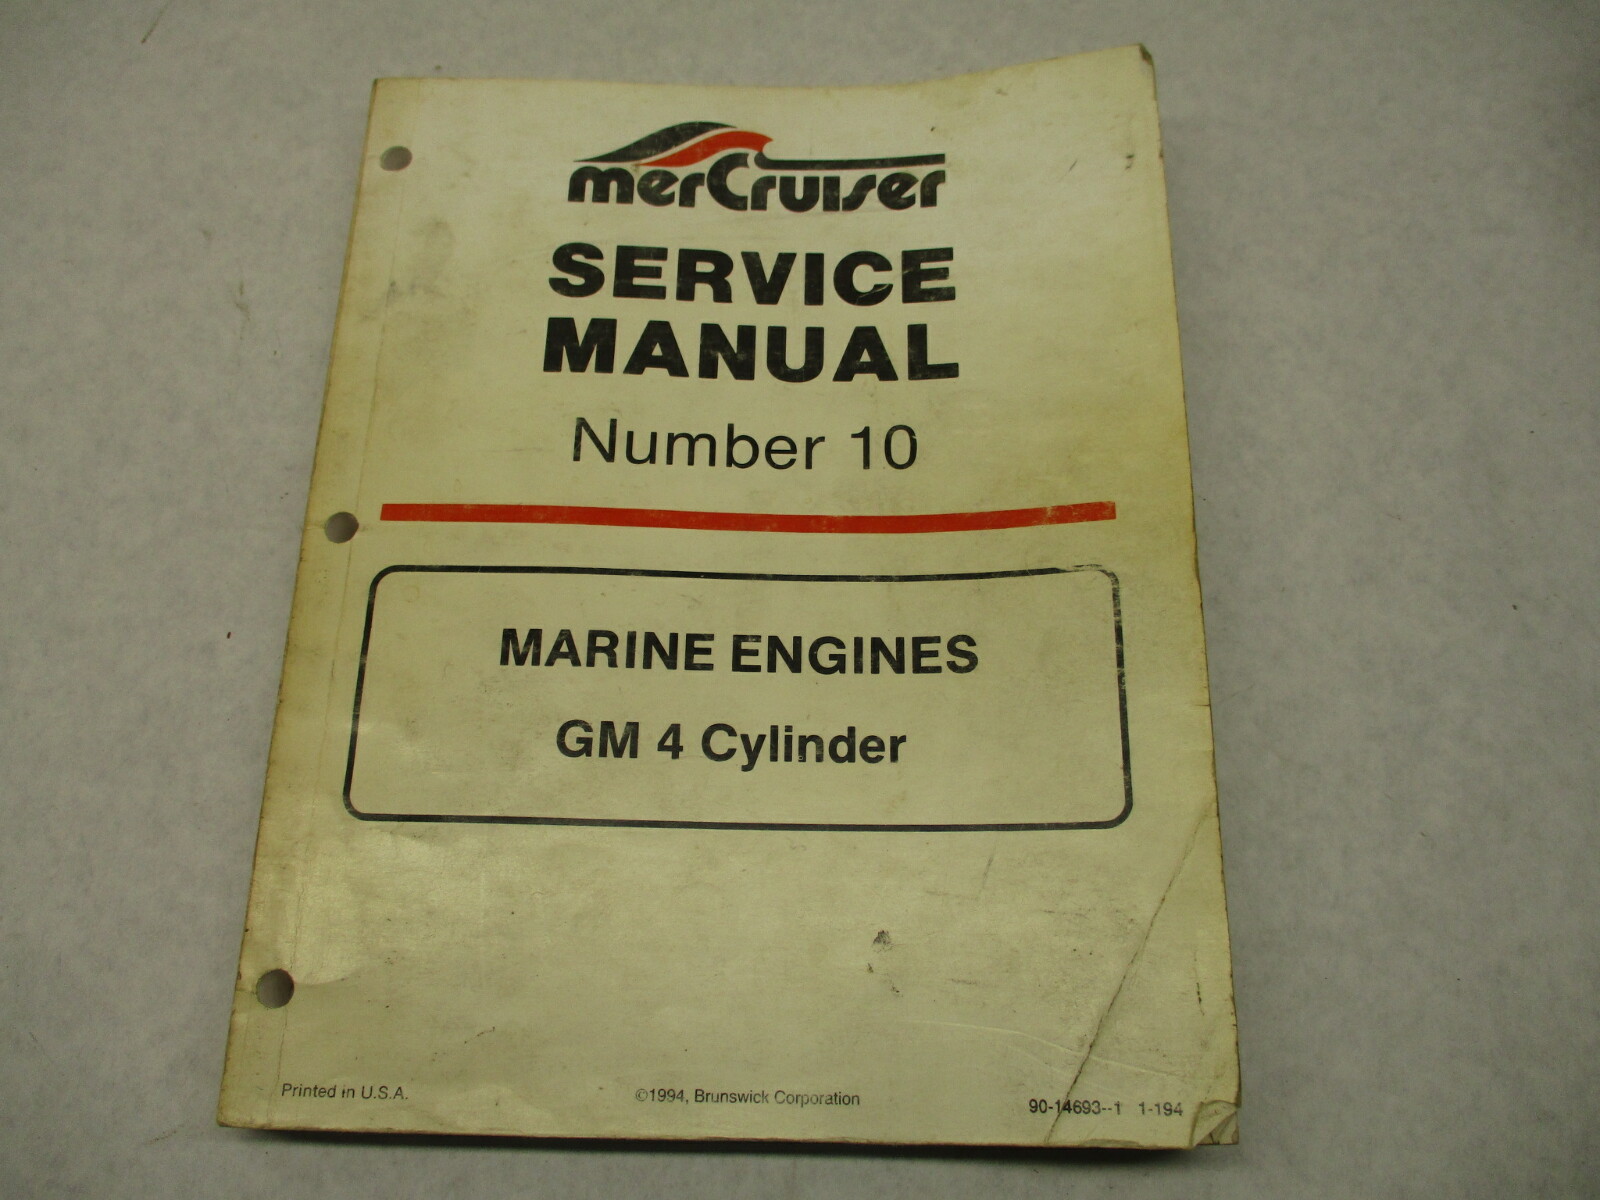 merCruiser
SERVICE
MANUAL
Number 10
MARINE ENGINES
GM 4 Cylinder
Printed in U.S.A.
©1994, Brunswick Corporation
90-14693--1 1-194